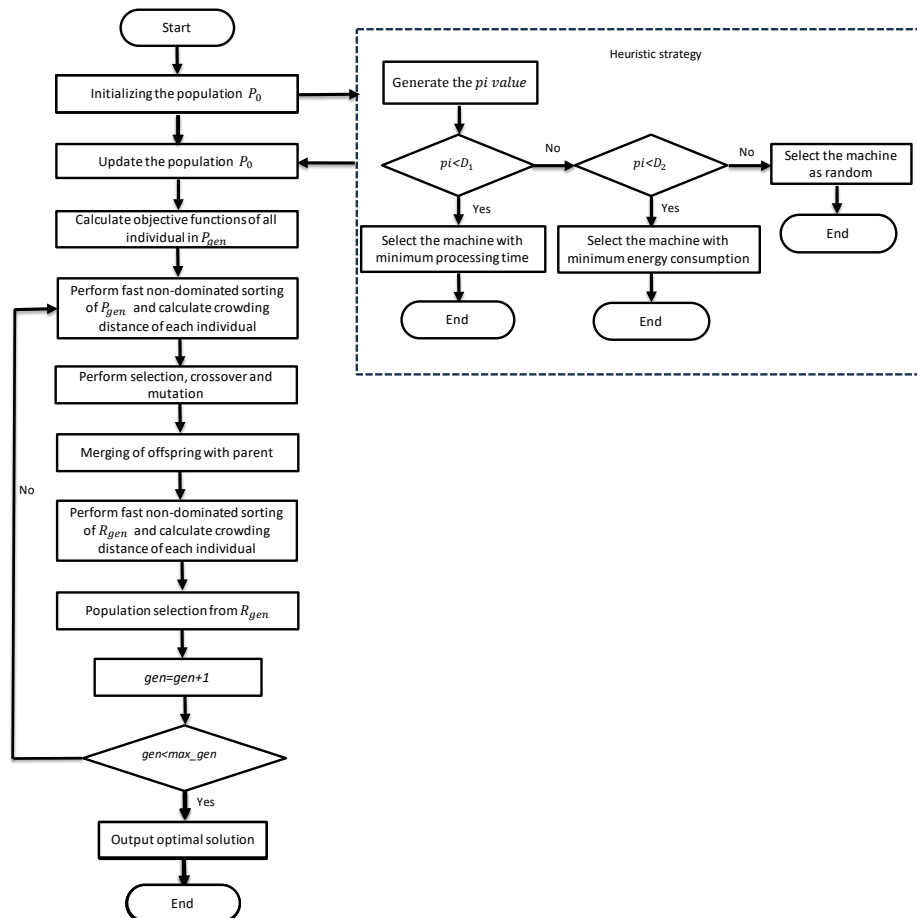 Start
Initializing the population P₀
Update the population P₀
Calculate objective functions of all
individual in P_gen
Perform fast non-dominated sorting
of P_gen and calculate crowding
distance of each individual
Perform selection, crossover and
mutation
Merging of offspring with parent
No
Perform fast non-dominated sorting
of R_gen and calculate crowding
distance of each individual
Population selection from R_gen
gen=gen+1
gen<max_gen
Yes
Output optimal solution
End
Heuristic strategy
Generate the pi value
pi<D₁
No
pi<D₂
No
Select the machine
as random
End
Yes
Select the machine with
minimum processing time
End
Yes
Select the machine with
minimum energy consumption
End